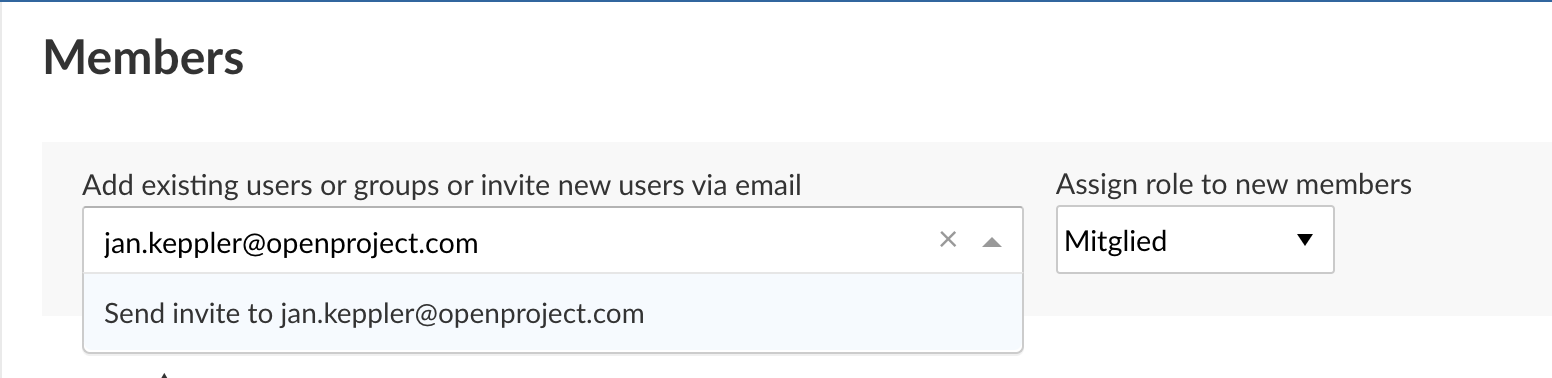 Members
Add existing users or groups or invite new users via email
Assign role to new members
jan.keppler@openproject.com
Mitglied
Send invite to jan.keppler@openproject.com